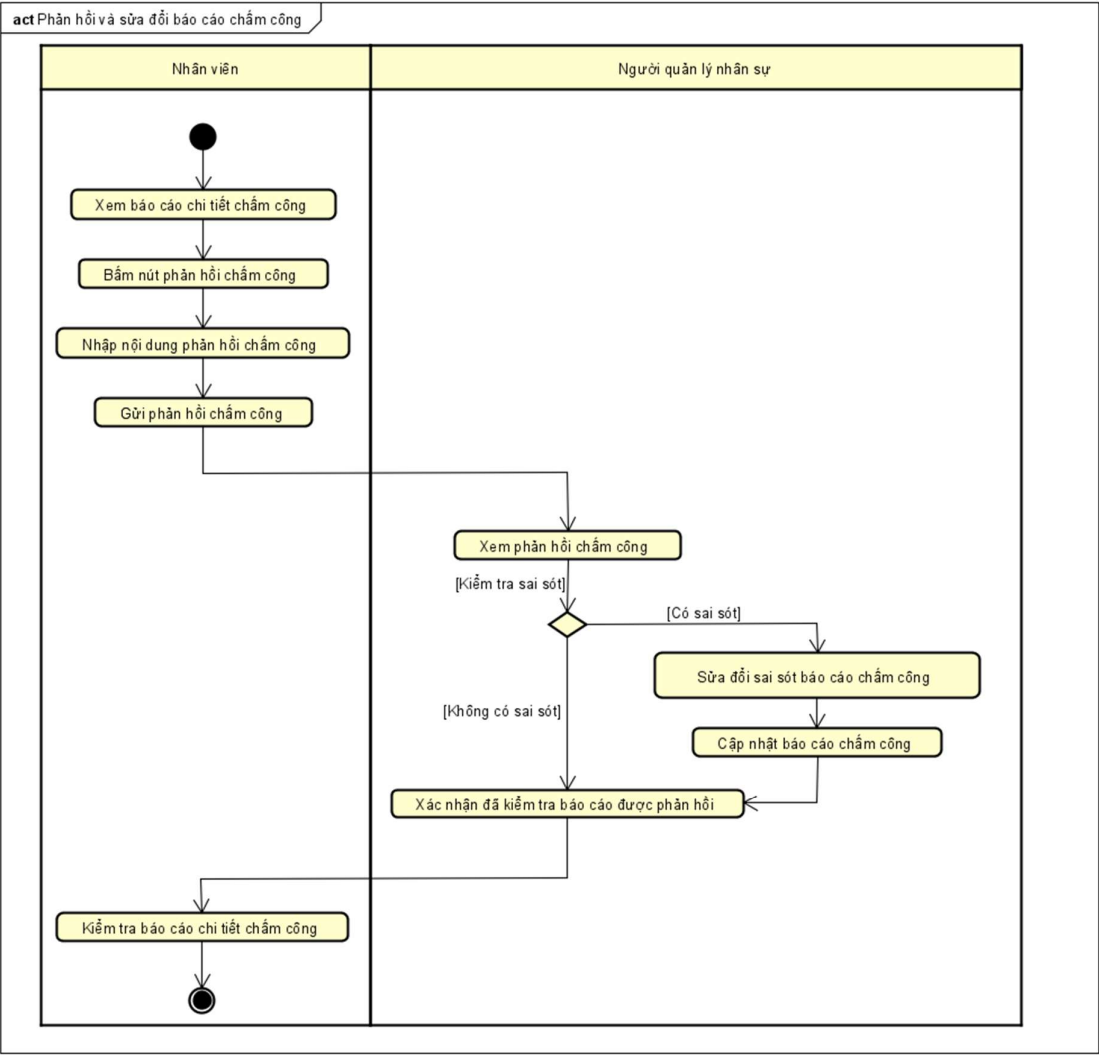 act Phản hồi và sửa đổi báo cáo chấm công
Nhân viên
Người quản lý nhân sự
Xem báo cáo chi tiết chấm công
Bấm nút phản hồi chấm công
Nhập nội dung phản hồi chấm công
Gửi phản hồi chấm công
Xem phản hồi chấm công
[Kiểm tra sai sót]
[Có sai sót]
Sửa đổi sai sót báo cáo chấm công
[Không có sai sót]
Cập nhật báo cáo chấm công
Xác nhận đã kiểm tra báo cáo được phản hồi
Kiểm tra báo cáo chi tiết chấm công